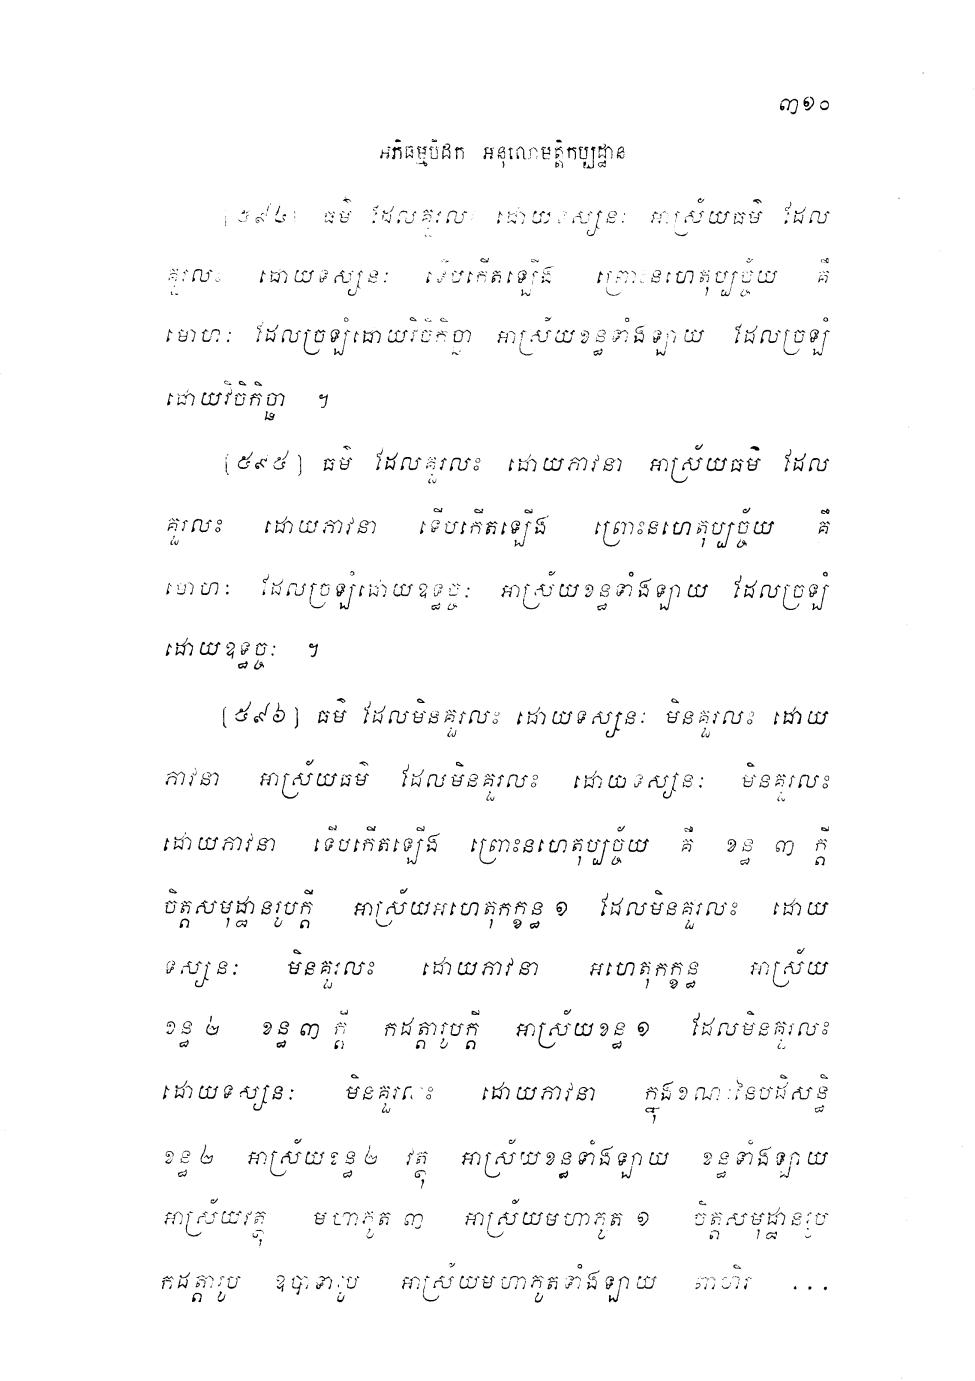 ៣១០
អភិធម្មបិដក អនុលោមត្តិកប្បដ្ឋាន
[៥៩៤] ធម៌ ដែលគួរលះ ដោយទស្សនៈ អាស្រ័យធម៌ ដែល
គួរលះ ដោយទស្សនៈ ទើបកើតឡើង ព្រោះនហេតុប្បច្ច័យ គឺ
មោហៈ ដែលច្រឡំដោយវិចិកិច្ឆា អាស្រ័យខន្ធទាំងឡាយ ដែលច្រឡំ
ដោយវិចិកិច្ឆា ។
[៥៩៥] ធម៌ ដែលគួរលះ ដោយភាវនា អាស្រ័យធម៌ ដែល
គួរលះ ដោយភាវនា ទើបកើតឡើង ព្រោះនហេតុប្បច្ច័យ គឺ
មោហៈ ដែលច្រឡំដោយឧទ្ធច្ចៈ អាស្រ័យខន្ធទាំងឡាយ ដែលច្រឡំ
ដោយឧទ្ធច្ចៈ ។
[៥៩៦] ធម៌ ដែលមិនគួរលះ ដោយទស្សនៈ មិនគួរលះ ដោយ
ភាវនា អាស្រ័យធម៌ ដែលមិនគួរលះ ដោយទស្សនៈ មិនគួរលះ
ដោយភាវនា ទើបកើតឡើង ព្រោះនហេតុប្បច្ច័យ គឺ ខន្ធ ៣ ក្តី
ចិត្តសមុដ្ឋានរូបក្តី អាស្រ័យអហេតុកក្ខន្ធ ១ ដែលមិនគួរលះ ដោយ
ទស្សនៈ មិនគួរលះ ដោយភាវនា អហេតុកក្ខន្ធ អាស្រ័យ
ខន្ធ ២ ខន្ធ ៣ ក្តី កដត្តារូបក្តី អាស្រ័យខន្ធ ១ ដែលមិនគួរលះ
ដោយទស្សនៈ មិនគួរលះ ដោយភាវនា ក្នុងខណៈនៃបដិសន្ធិ
ខន្ធ ២ អាស្រ័យខន្ធ ២ វត្ថុ អាស្រ័យខន្ធទាំងឡាយ ខន្ធទាំងឡាយ
អាស្រ័យវត្ថុ មហាភូត ៣ អាស្រ័យមហាភូត ១ ចិត្តសមុដ្ឋានរូប
កដត្តារូប ឧបាទារូប អាស្រ័យមហាភូតទាំងឡាយ ពាហិរ ...